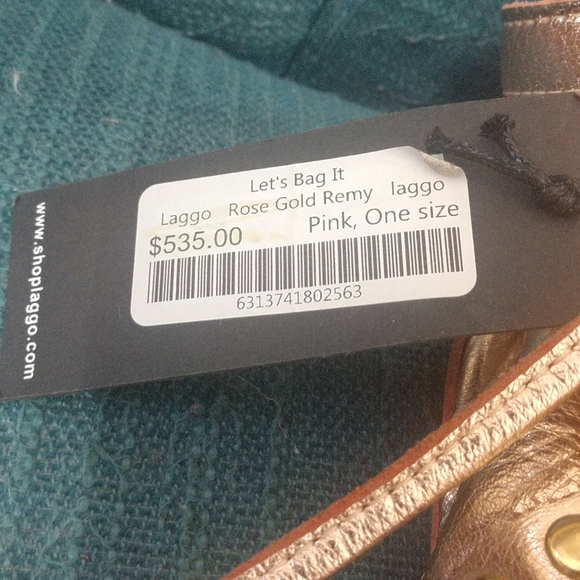 Let's Bag It
Laggo Rose Gold Remy laggo
$535.00 Pink, One size
6313741802563
www.shoplaggo.com